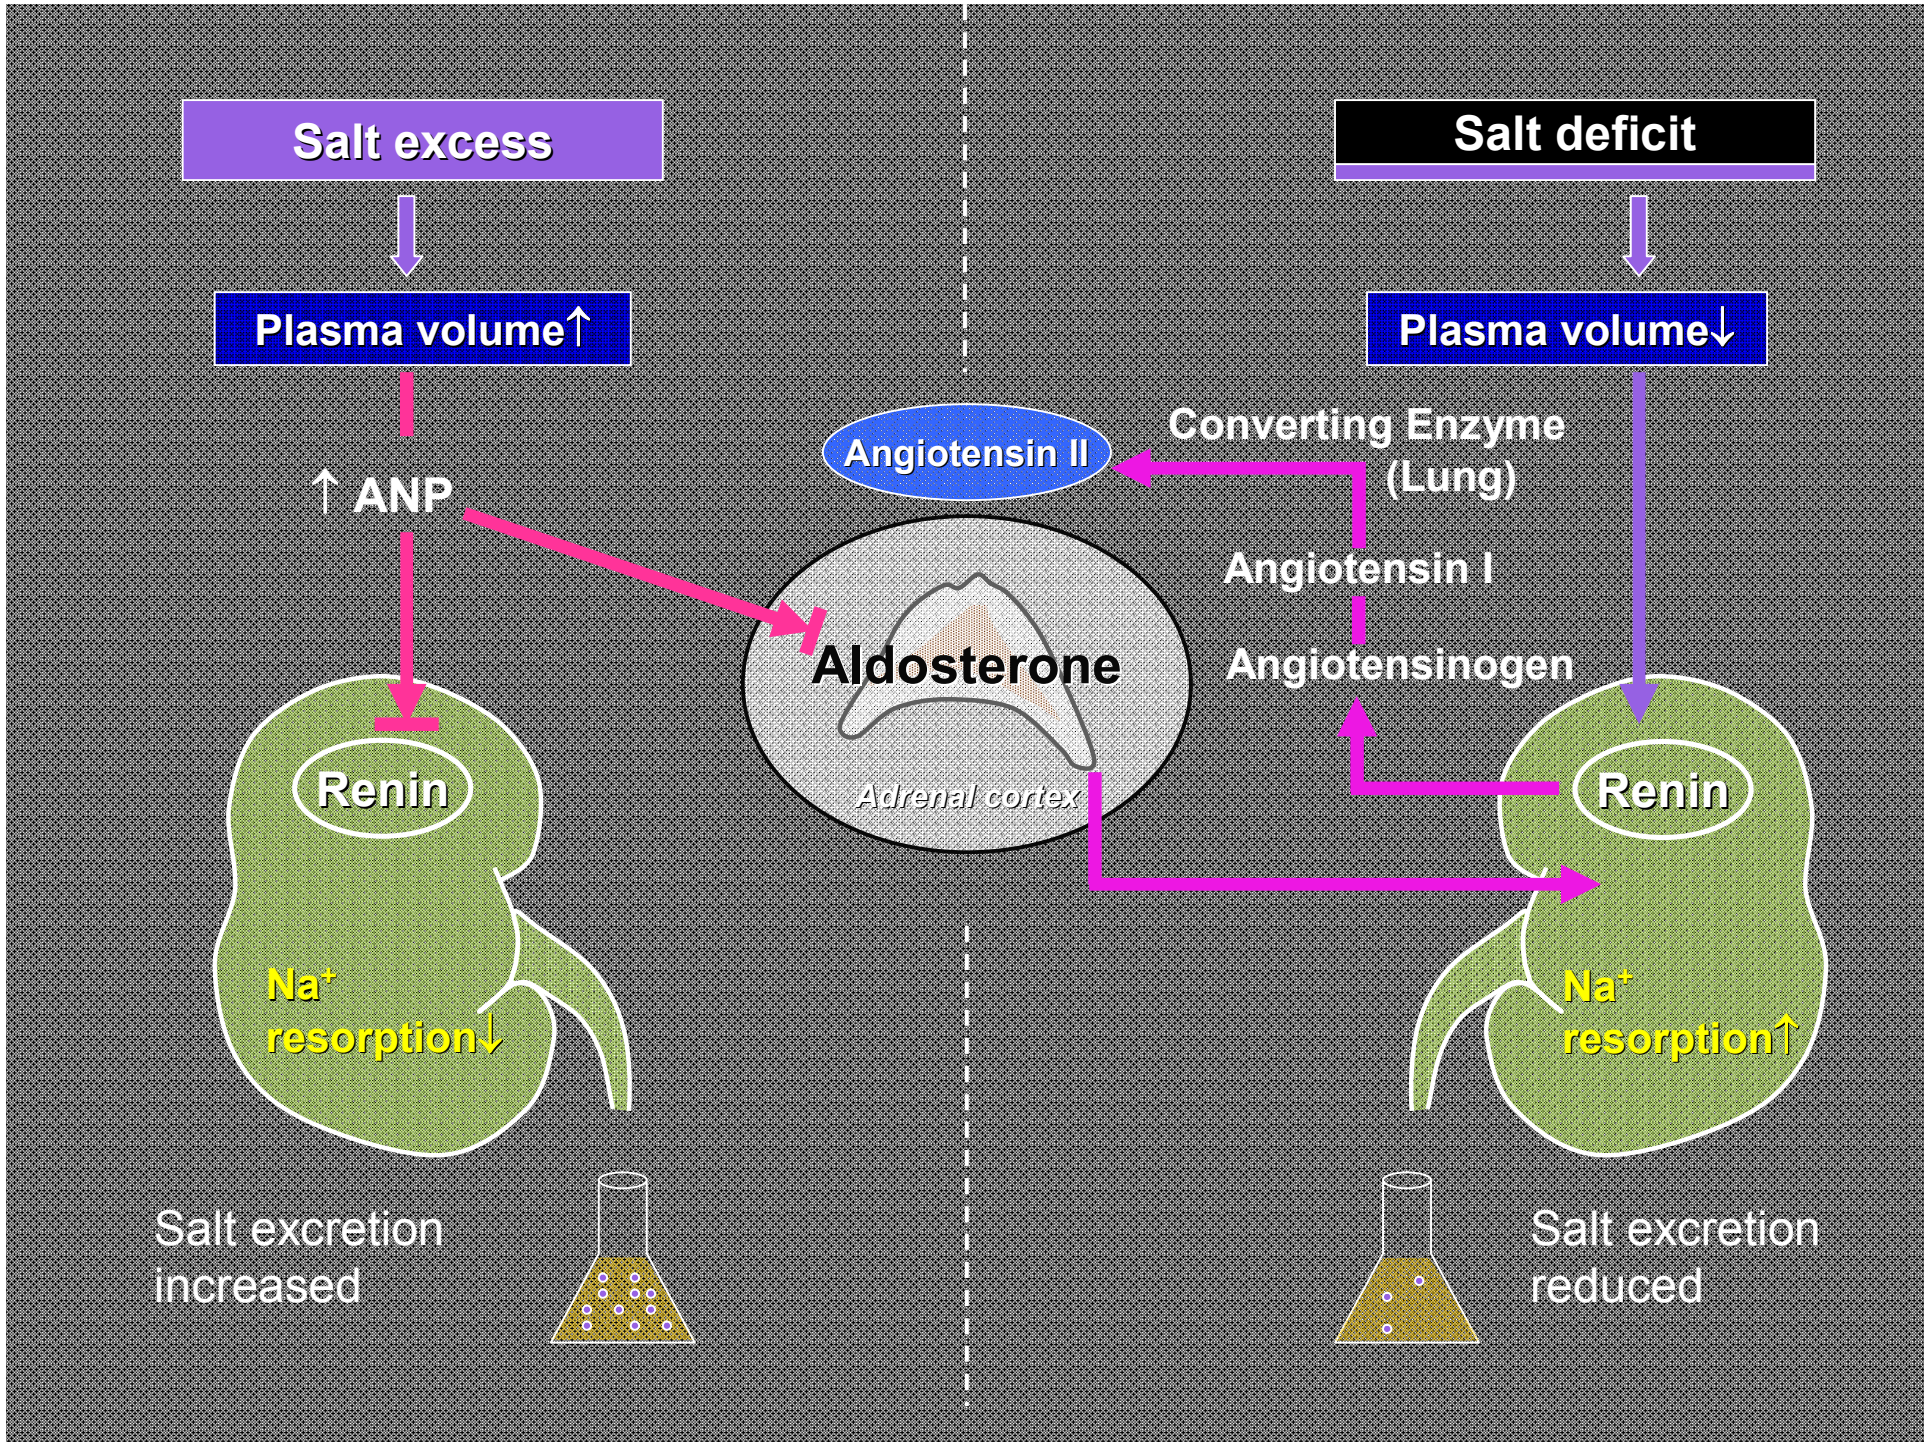 Salt excess
Plasma volume↑
↑ ANP
Renin
Na⁺
resorption↓
Salt excretion
increased
Angiotensin II
Aldosterone
Adrenal cortex
Salt deficit
Plasma volume↓
Converting Enzyme
(Lung)
Angiotensin I
Angiotensinogen
Renin
Na⁺
resorption↑
Salt excretion
reduced